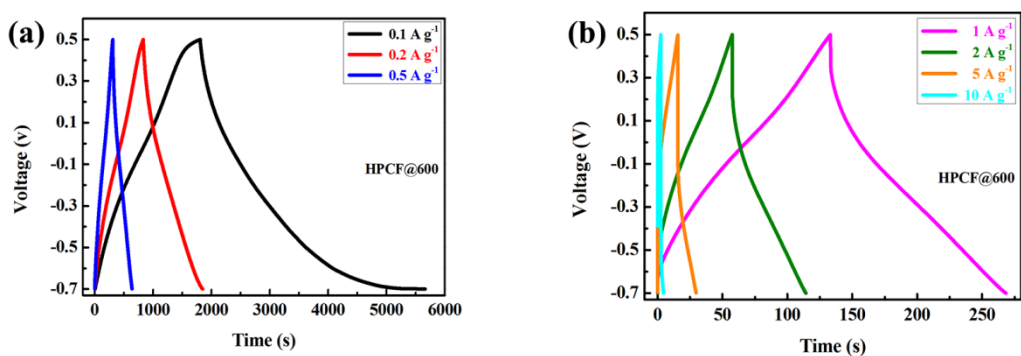 (a)
0.1 A g⁻¹
0.2 A g⁻¹
0.5 A g⁻¹
HPCF@600
Voltage (v)
0.5
0.3
0.1
-0.1
-0.3
-0.5
-0.7
0 1000 2000 3000 4000 5000 6000
Time (s)
(b)
1 A g⁻¹
2 A g⁻¹
5 A g⁻¹
10 A g⁻¹
HPCF@600
Voltage (V)
0.5
0.3
0.1
-0.1
-0.3
-0.5
-0.7
0 50 100 150 200 250
Time (s)